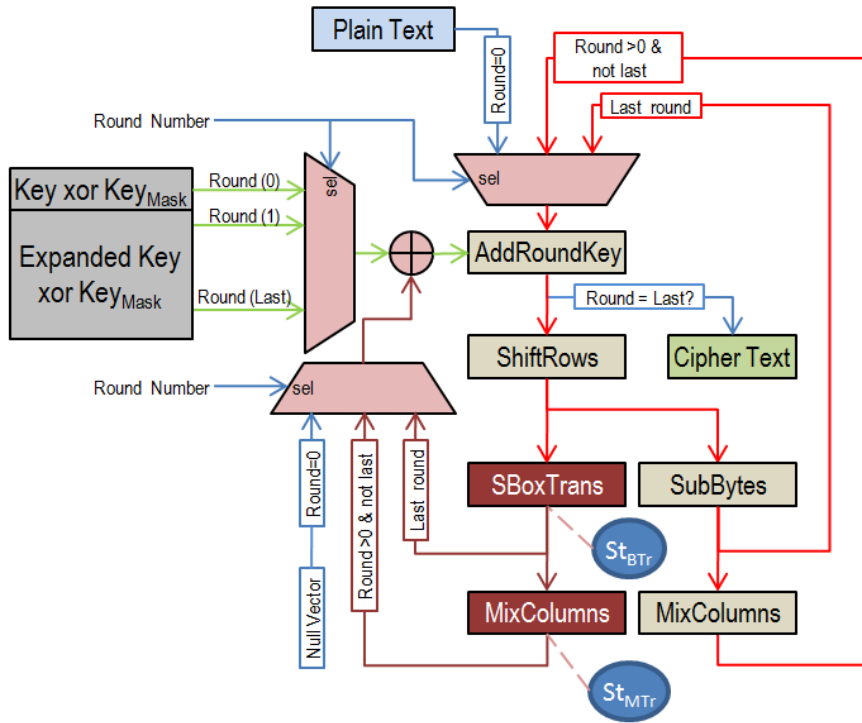 Plain Text
Round >0 &
not last
Round=0
Last round
Round Number
sel
sel
Key xor KeyMask
Round (0)
Round (1)
Expanded Key
xor KeyMask
AddRoundKey
Round (Last)
Round = Last?
ShiftRows
Cipher Text
Round Number
sel
Round=0
Round >0 & not last
Last round
SBoxTrans
SubBytes
StBTr
Null Vector
MixColumns
MixColumns
StMTr